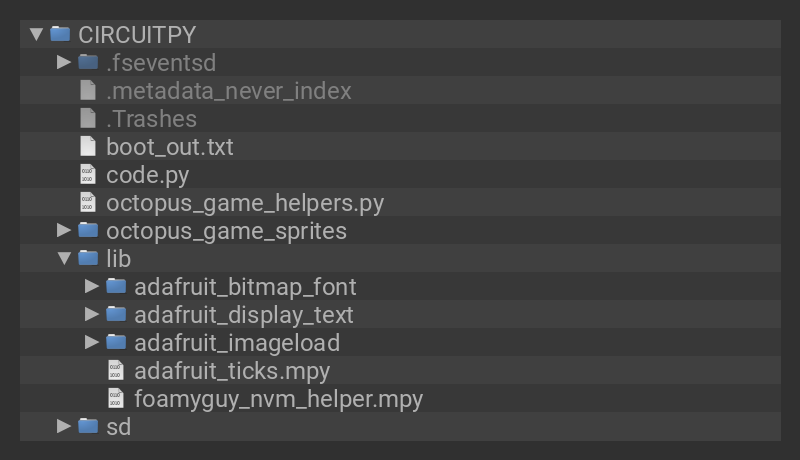 CIRCUITPY
.fseventsd
.metadata_never_index
.Trashes
boot_out.txt
code.py
octopus_game_helpers.py
octopus_game_sprites
lib
adafruit_bitmap_font
adafruit_display_text
adafruit_imageload
adafruit_ticks.mpy
foamyguy_nvm_helper.mpy
sd